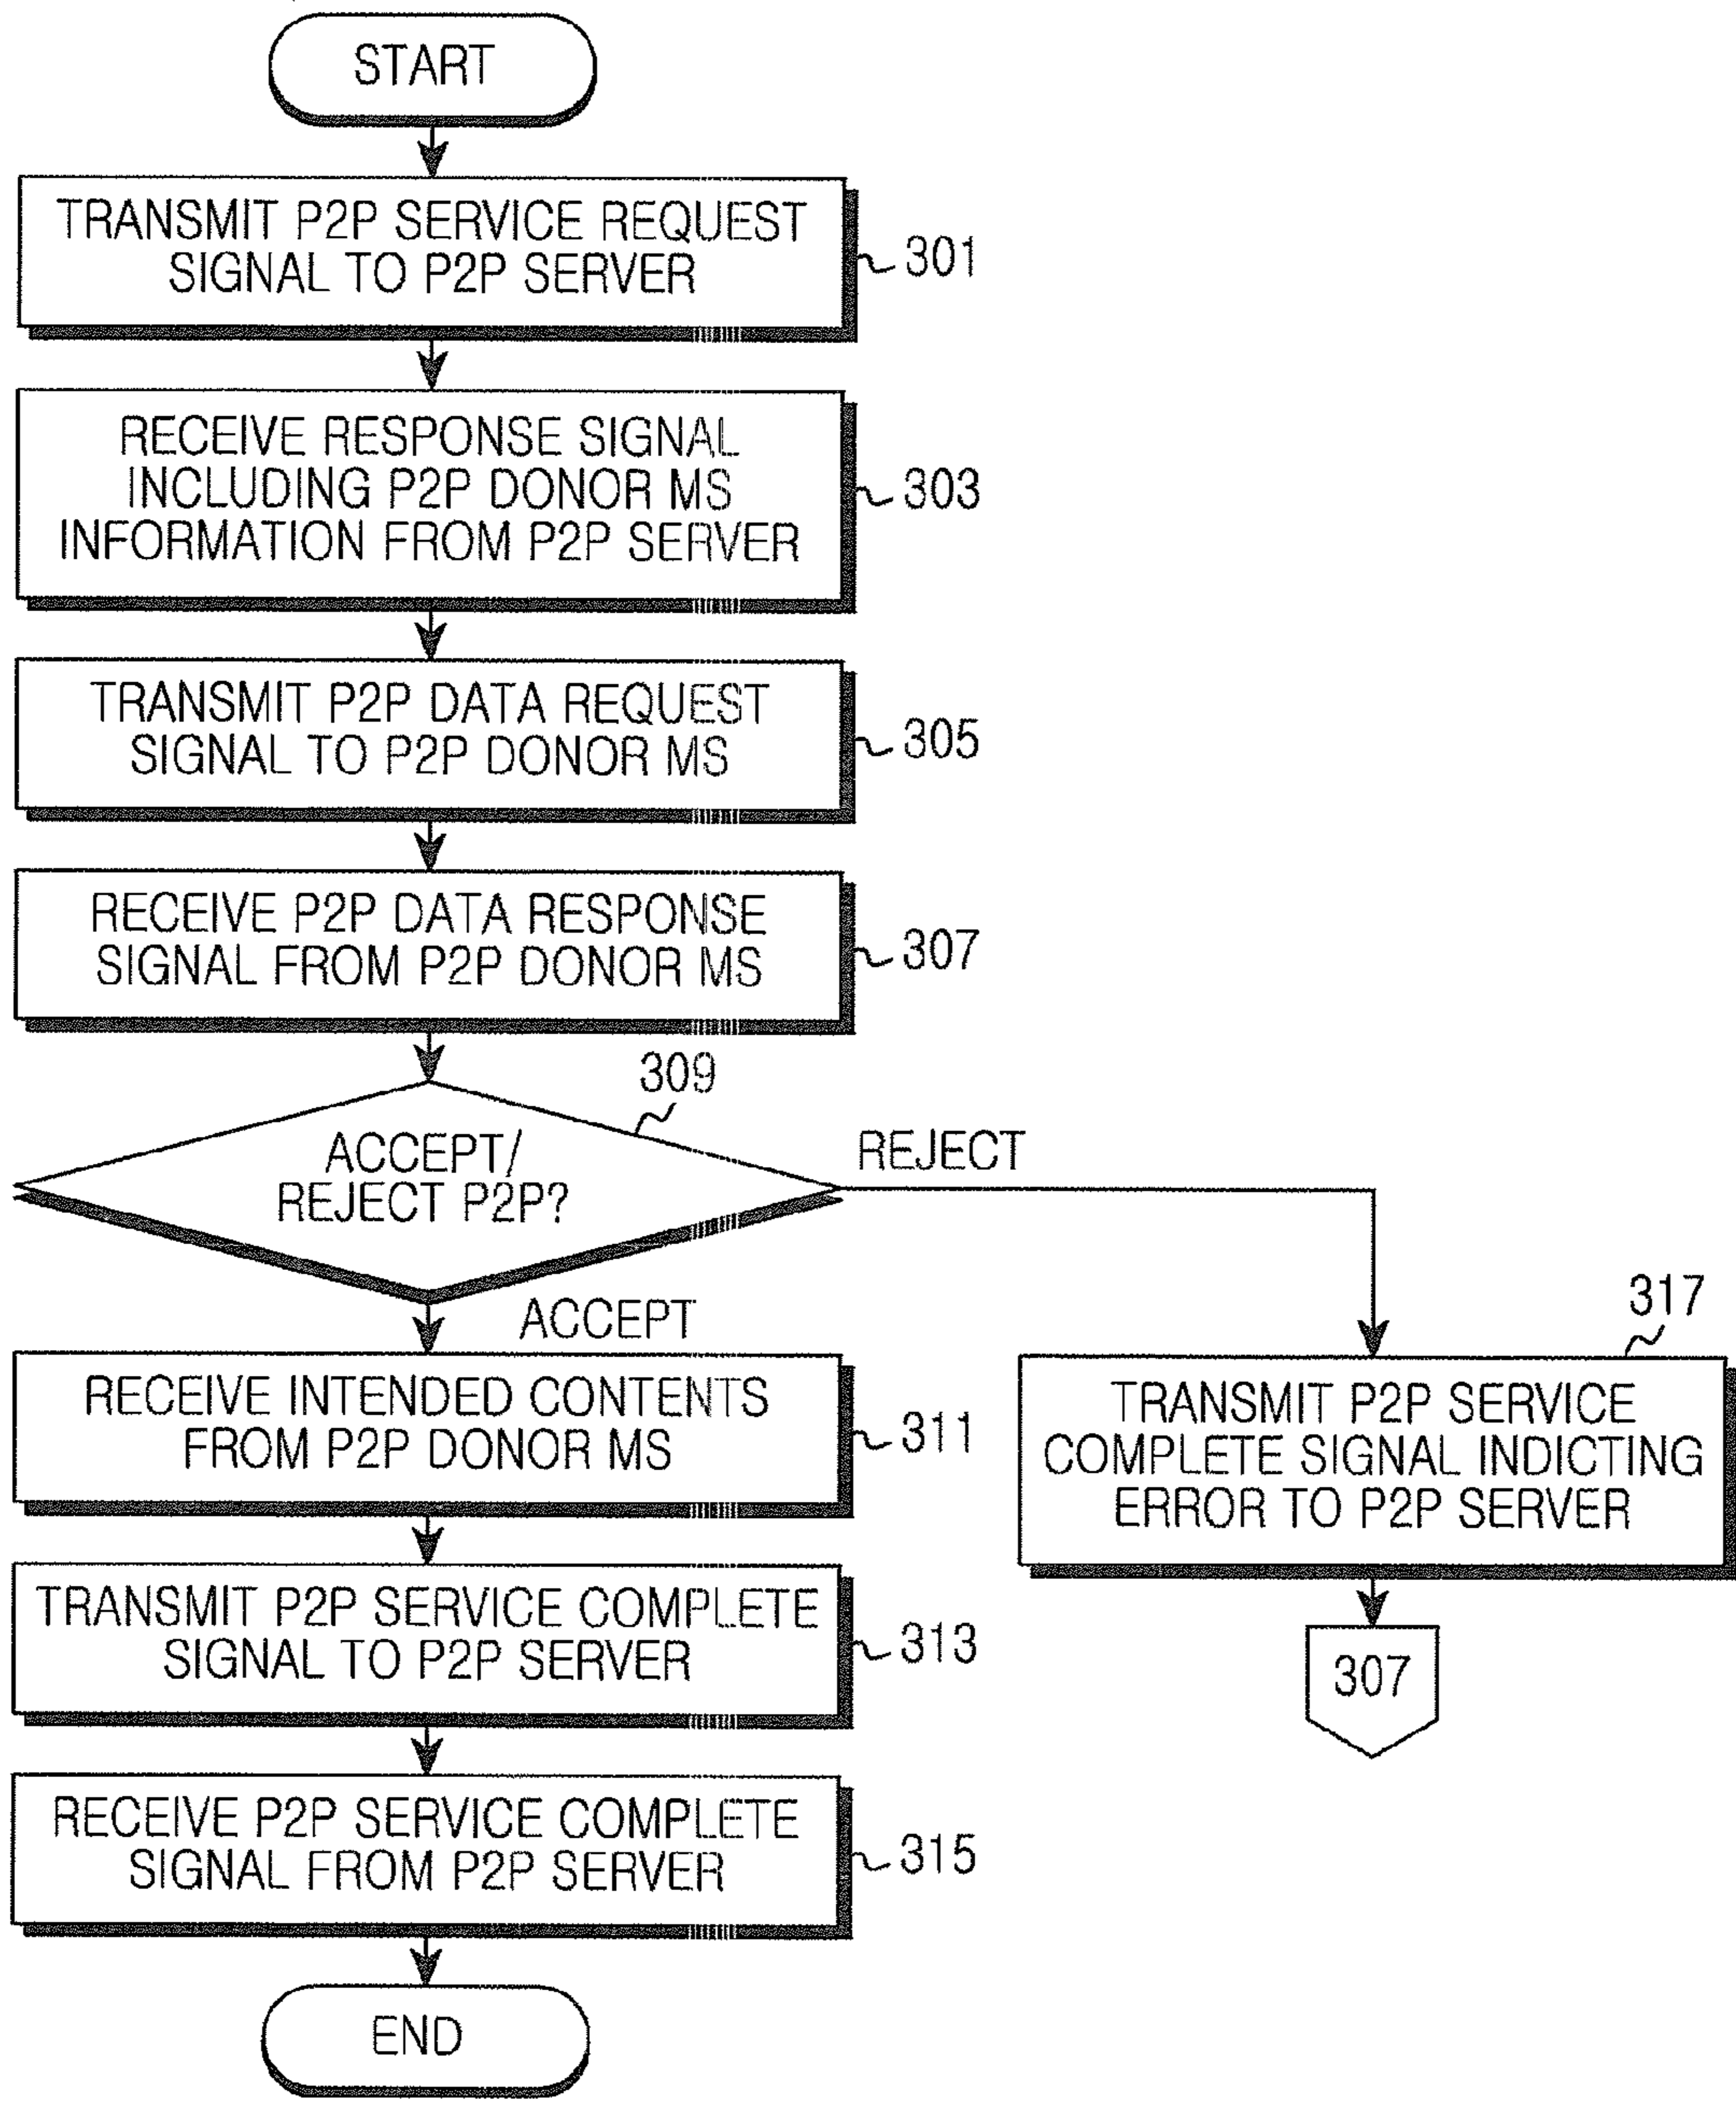 START
TRANSMIT P2P SERVICE REQUEST
SIGNAL TO P2P SERVER
301
RECEIVE RESPONSE SIGNAL
INCLUDING P2P DONOR MS
INFORMATION FROM P2P SERVER
303
TRANSMIT P2P DATA REQUEST
SIGNAL TO P2P DONOR MS
305
RECEIVE P2P DATA RESPONSE
SIGNAL FROM P2P DONOR MS
307
309
ACCEPT/
REJECT P2P?
REJECT
ACCEPT
RECEIVE INTENDED CONTENTS
FROM P2P DONOR MS
311
317
TRANSMIT P2P SERVICE
COMPLETE SIGNAL INDICTING
ERROR TO P2P SERVER
307
TRANSMIT P2P SERVICE COMPLETE
SIGNAL TO P2P SERVER
313
RECEIVE P2P SERVICE COMPLETE
SIGNAL FROM P2P SERVER
315
END